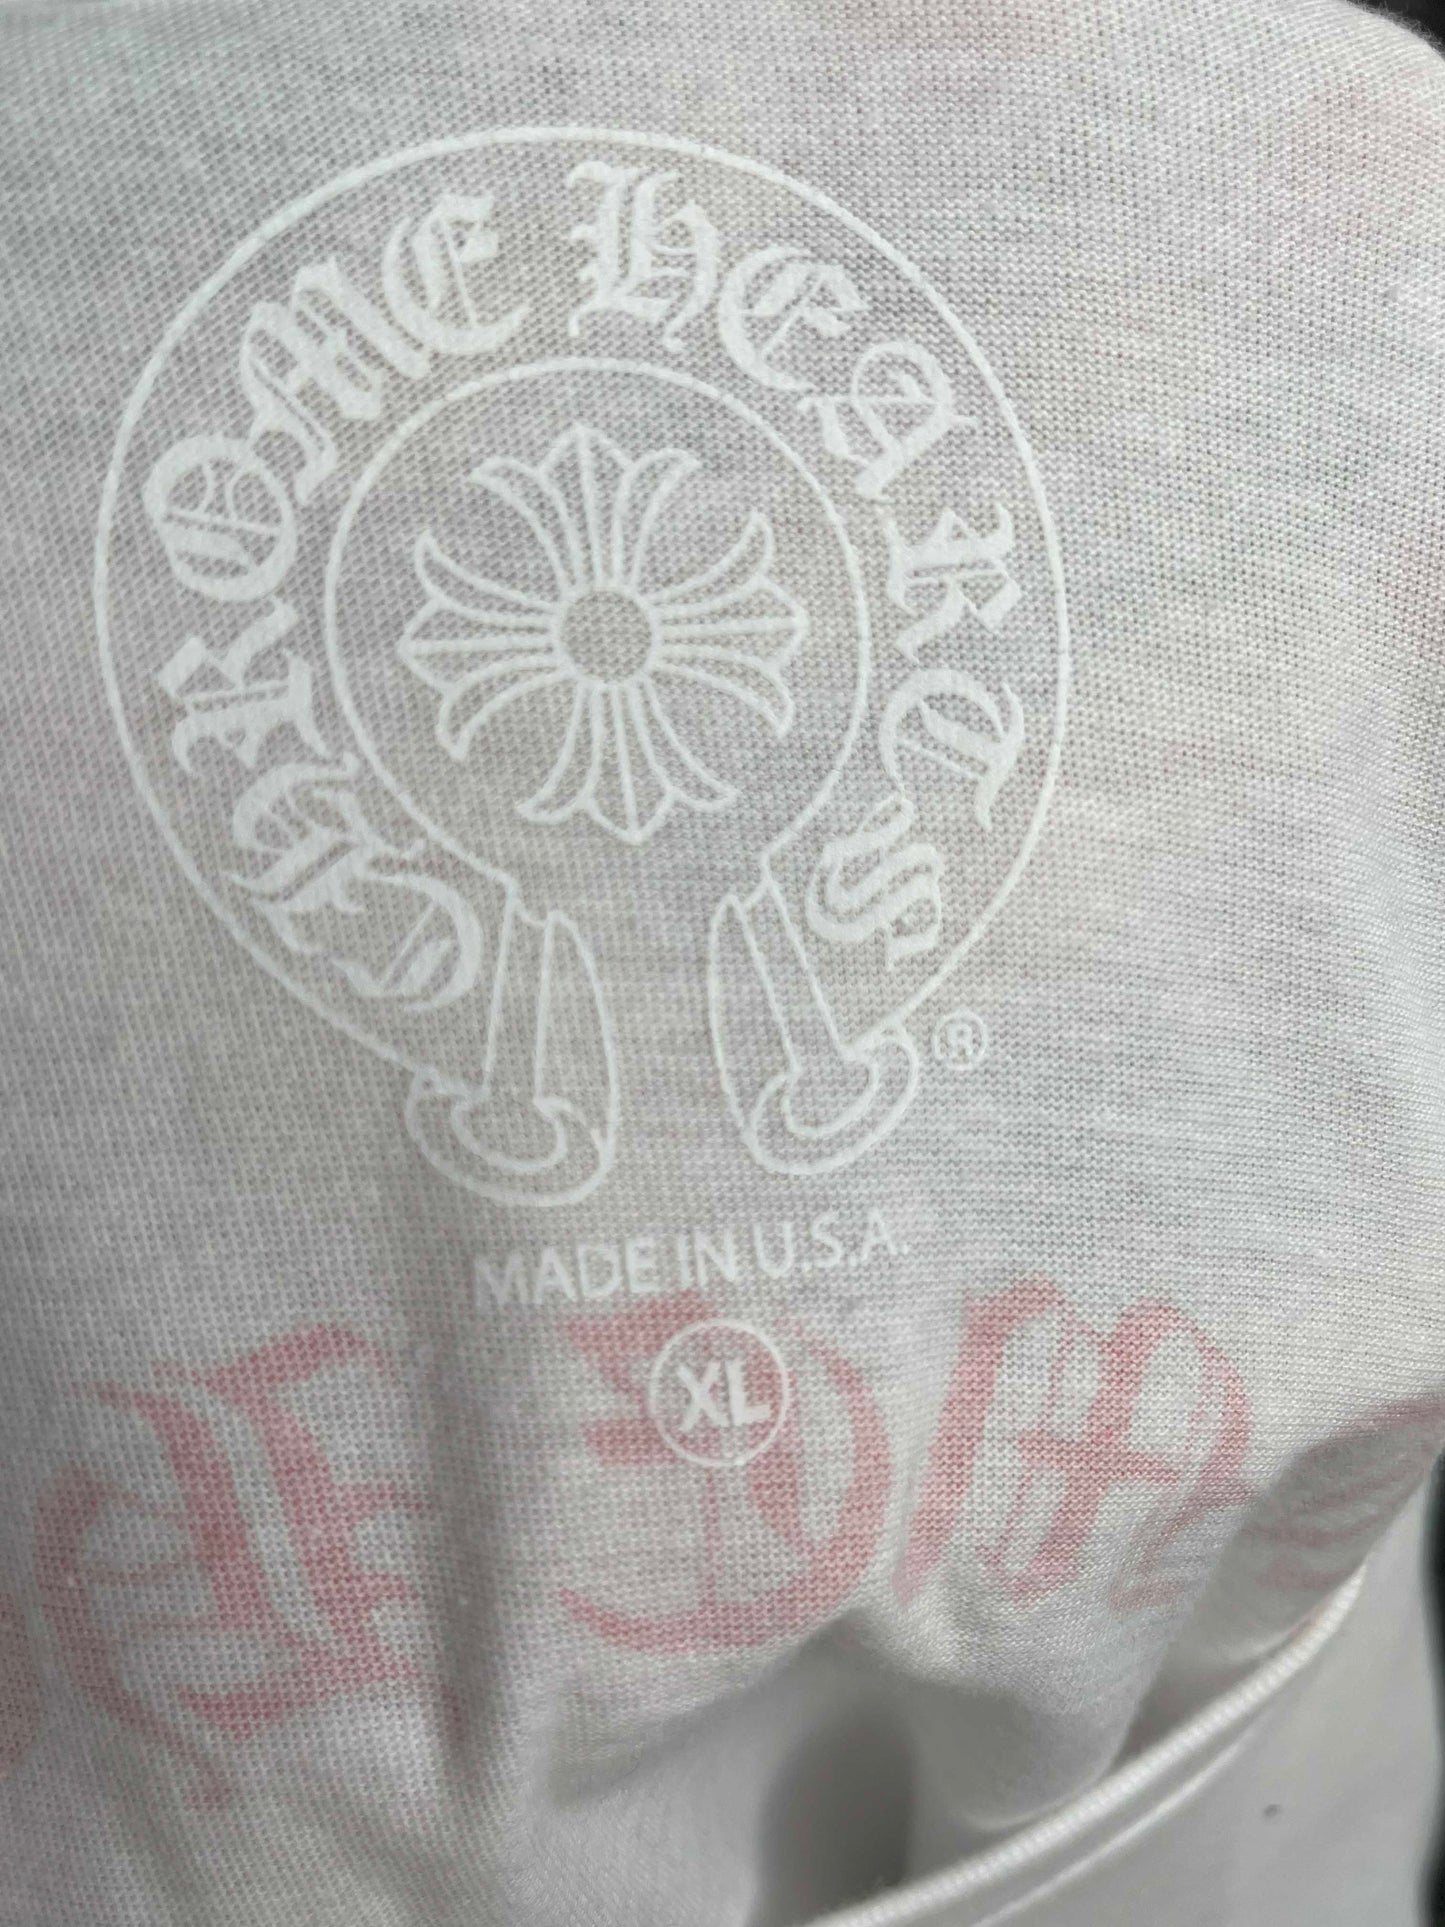 CHROME HEARTS
®
MADE IN U.S.A.
XL